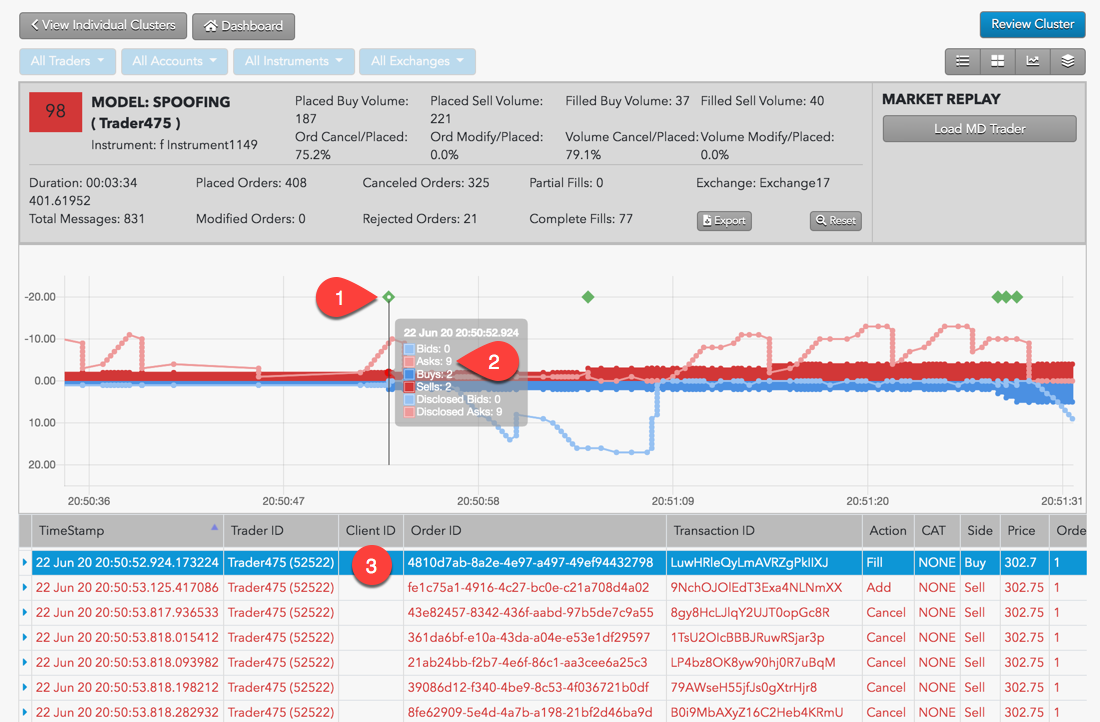 View Individual Clusters Dashboard Review Cluster
All Traders All Accounts All Instruments All Exchanges
98
MODEL: SPOOFING
( Trader475 )
Instrument: f Instrument1149
Placed Buy Volume:
187
Ord Cancel/Placed:
75.2%
Placed Sell Volume:
221
Ord Modify/Placed:
0.0%
Filled Buy Volume: 37
Volume Cancel/Placed:
79.1%
Filled Sell Volume: 40
Volume Modify/Placed:
0.0%
Duration: 00:03:34
401.61952
Total Messages: 831
Placed Orders: 408
Modified Orders: 0
Canceled Orders: 325
Rejected Orders: 21
Partial Fills: 0
Complete Fills: 77
Exchange: Exchange17
Export Reset
MARKET REPLAY
Load MD Trader
-20.00
-10.00
0.00
10.00
20.00
1
22 Jun 20 20:50:52.924
Bids: 0
Asks: 9
Buys: 2
Sells: 2
Disclosed Bids: 0
Disclosed Asks: 9
2
20:50:36 20:50:47 20:50:58 20:51:09 20:51:20 20:51:31
TimeStamp Trader ID Client ID Order ID Transaction ID Action CAT Side Price Orde
22 Jun 20 20:50:52.924.173224 Trader475 (52522) 3 4810d7ab-8a2e-4e97-a497-49ef94432798 LuwHRleQyLmAVRZgPkIIXJ Fill NONE Buy 302.7 1
22 Jun 20 20:50:53.125.417086 Trader475 (52522) fe1c75a1-4916-4c27-bc0e-c21a708d4a02 9NchOJOlEdT3Exa4NLNmXX Add NONE Sell 302.75 1
22 Jun 20 20:50:53.817.936533 Trader475 (52522) 43e82457-8342-436f-aabd-97b5de7c9a55 8gy8HcLJlqY2UJT0opGc8R Cancel NONE Sell 302.75 1
22 Jun 20 20:50:53.818.015412 Trader475 (52522) 361da6bf-e10a-43da-a04e-e53e1df29597 1TsU2OIcBBBJRuwRSjar3p Cancel NONE Sell 302.75 1
22 Jun 20 20:50:53.818.093982 Trader475 (52522) 21ab24bb-f2b7-4e6f-86c1-aa3cee6a25c3 LP4bz8OK8yw90hj0R7uBqM Cancel NONE Sell 302.75 1
22 Jun 20 20:50:53.818.198212 Trader475 (52522) 39086d12-f340-4be9-8c53-4f036721b0df 79AWseH55jfJs0gXtrHjr8 Cancel NONE Sell 302.75 1
22 Jun 20 20:50:53.818.282932 Trader475 (52522) 8fe62909-5e4d-4a7b-a198-21bf2d46ba9d B0i9MbAXyZ16C2Heb4KRmU Cancel NONE Sell 302.75 1